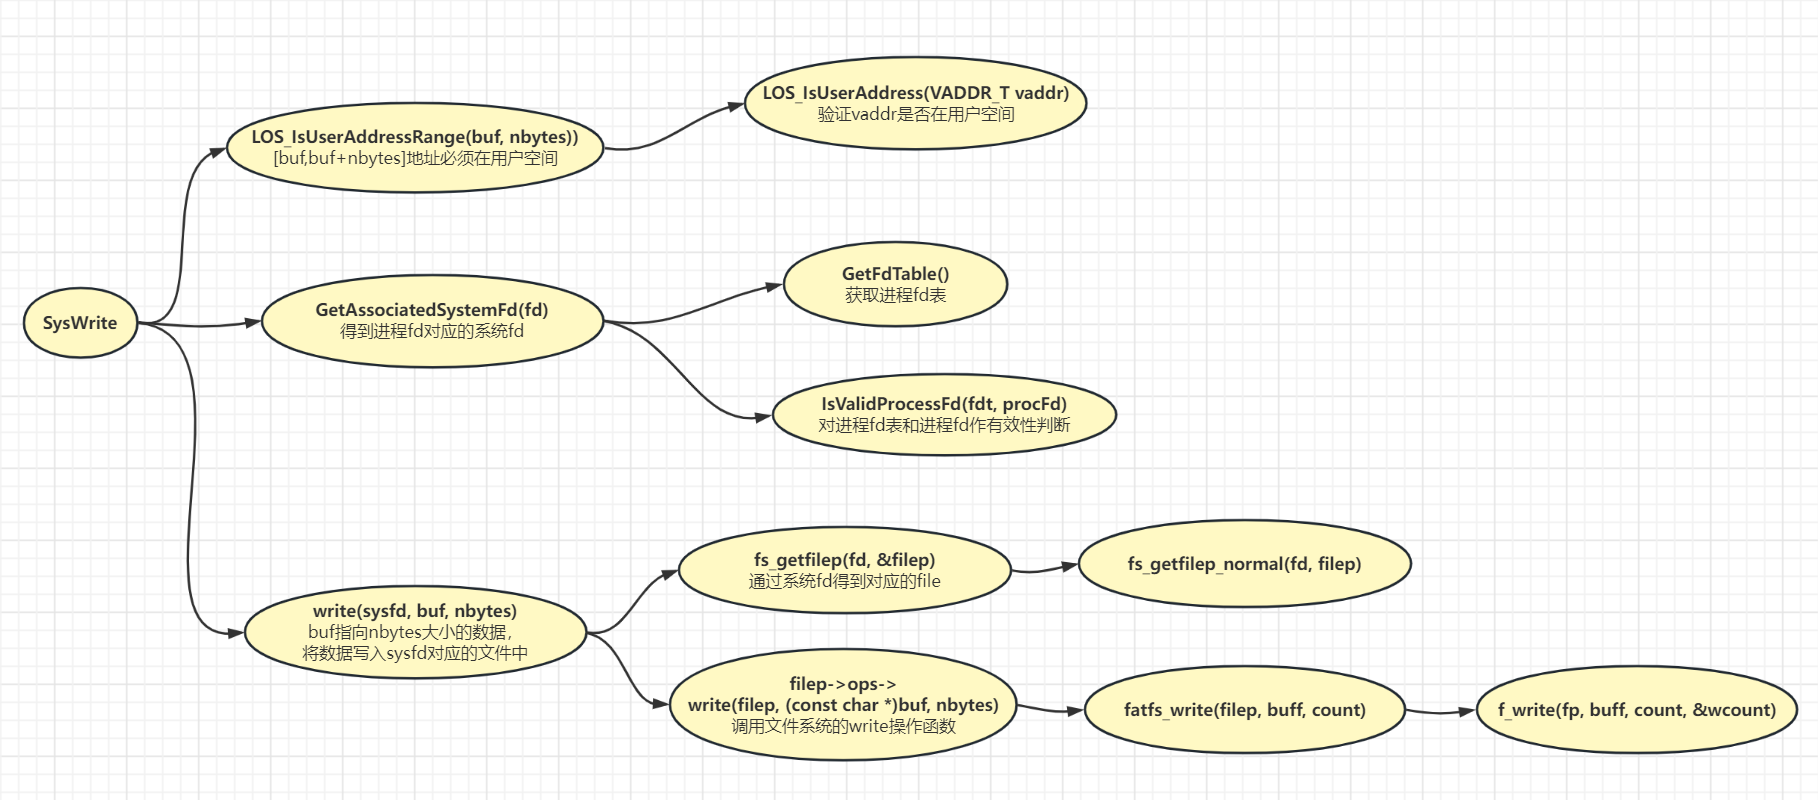 SysWrite
LOS_IsUserAddressRange(buf, nbytes))
[buf,buf+nbytes]地址必须在用户空间
LOS_IsUserAddress(VADDR_T vaddr)
验证vaddr是否在用户空间
GetAssociatedSystemFd(fd)
得到进程fd对应的系统fd
GetFdTable()
获取进程fd表
IsValidProcessFd(fdt, procFd)
对进程fd表和进程fd作有效性判断
write(sysfd, buf, nbytes)
buf指向nbytes大小的数据，
将数据写入sysfd对应的文件中
fs_getfilep(fd, &filep)
通过系统fd得到对应的file
fs_getfilep_normal(fd, filep)
filep->ops->
write(filep, (const char *)buf, nbytes)
调用文件系统的write操作函数
fatfs_write(filep, buff, count)
f_write(fp, buff, count, &wcount)